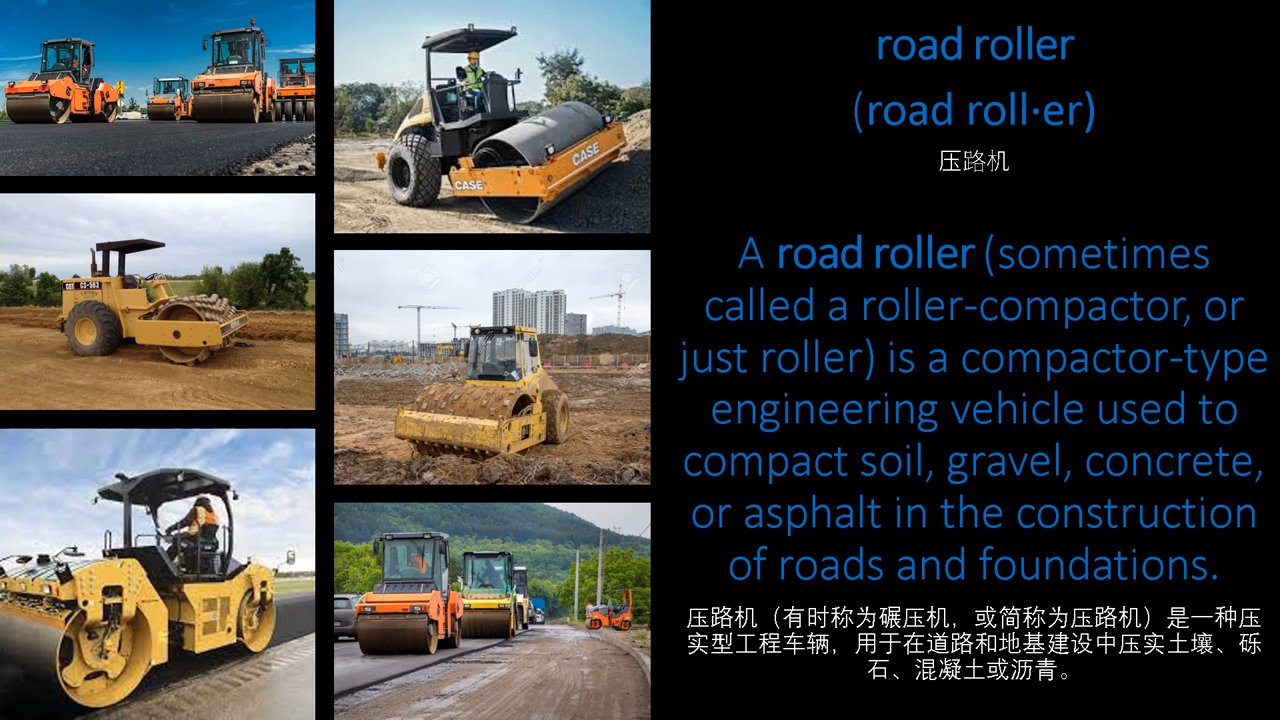 road roller
(road roll·er)
压路机
A road roller (sometimes
called a roller-compactor, or
just roller) is a compactor-type
engineering vehicle used to
compact soil, gravel, concrete,
or asphalt in the construction
of roads and foundations.
压路机（有时称为碾压机，或简称为压路机）是一种压
实型工程车辆，用于在道路和地基建设中压实土壤、砾
石、混凝土或沥青。
CASE
CASE
CAT CS-563